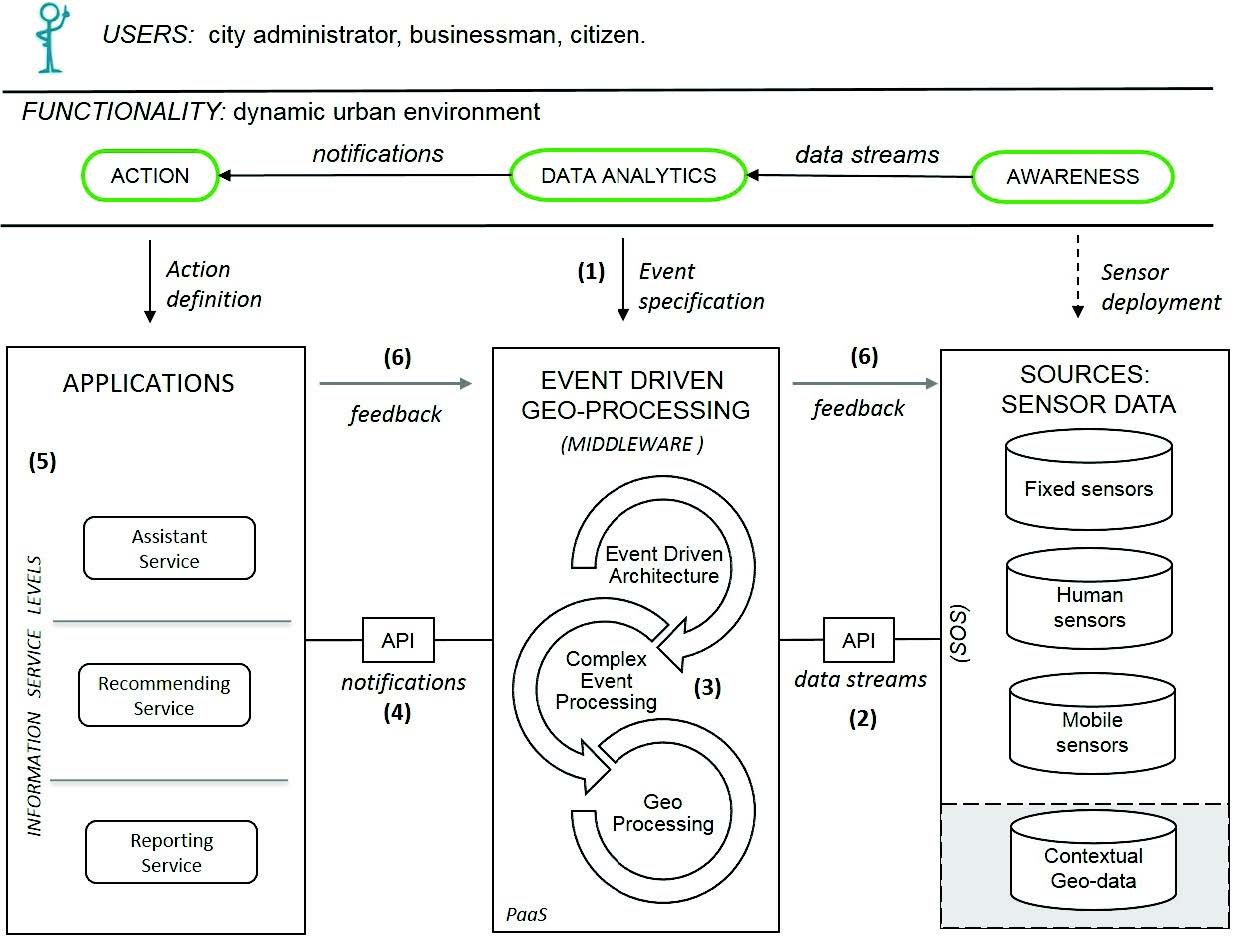 USERS: city administrator, businessman, citizen.
FUNCTIONALITY: dynamic urban environment
notifications
data streams
ACTION
DATA ANALYTICS
AWARENESS
Action
definition
(1)
Event
specification
Sensor
deployment
APPLICATIONS
(5)
INFORMATION SERVICE LEVELS
Assistant
Service
Recommending
Service
Reporting
Service
(6)
feedback
API
notifications
(4)
EVENT DRIVEN
GEO-PROCESSING
(MIDDLEWARE )
Event Driven
Architecture
Complex
Event
Processing
(3)
Geo
Processing
PaaS
(6)
feedback
API
data streams
(2)
SOURCES:
SENSOR DATA
(SOS)
Fixed sensors
Human
sensors
Mobile
sensors
Contextual
Geo-data